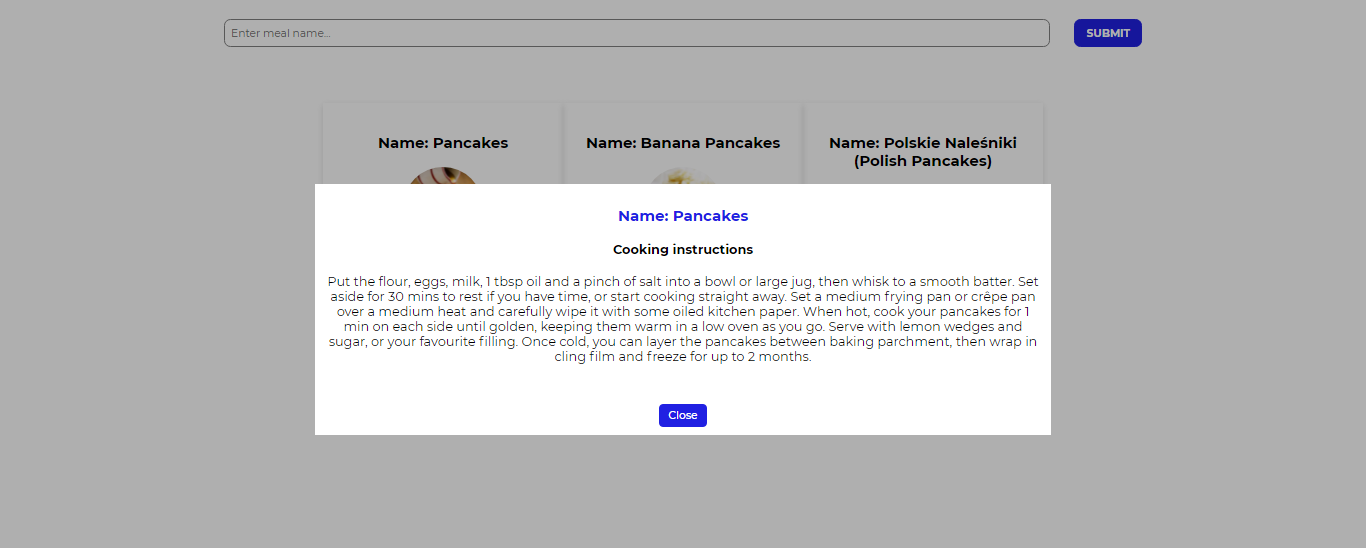 Enter meal name...
SUBMIT
Name: Pancakes
Name: Banana Pancakes
Name: Polskie Naleśniki
(Polish Pancakes)
Name: Pancakes
Cooking instructions
Put the flour, eggs, milk, 1 tbsp oil and a pinch of salt into a bowl or large jug, then whisk to a smooth batter. Set
aside for 30 mins to rest if you have time, or start cooking straight away. Set a medium frying pan or crêpe pan
over a medium heat and carefully wipe it with some oiled kitchen paper. When hot, cook your pancakes for 1
min on each side until golden, keeping them warm in a low oven as you go. Serve with lemon wedges and
sugar, or your favourite filling. Once cold, you can layer the pancakes between baking parchment, then wrap in
cling film and freeze for up to 2 months.
Close